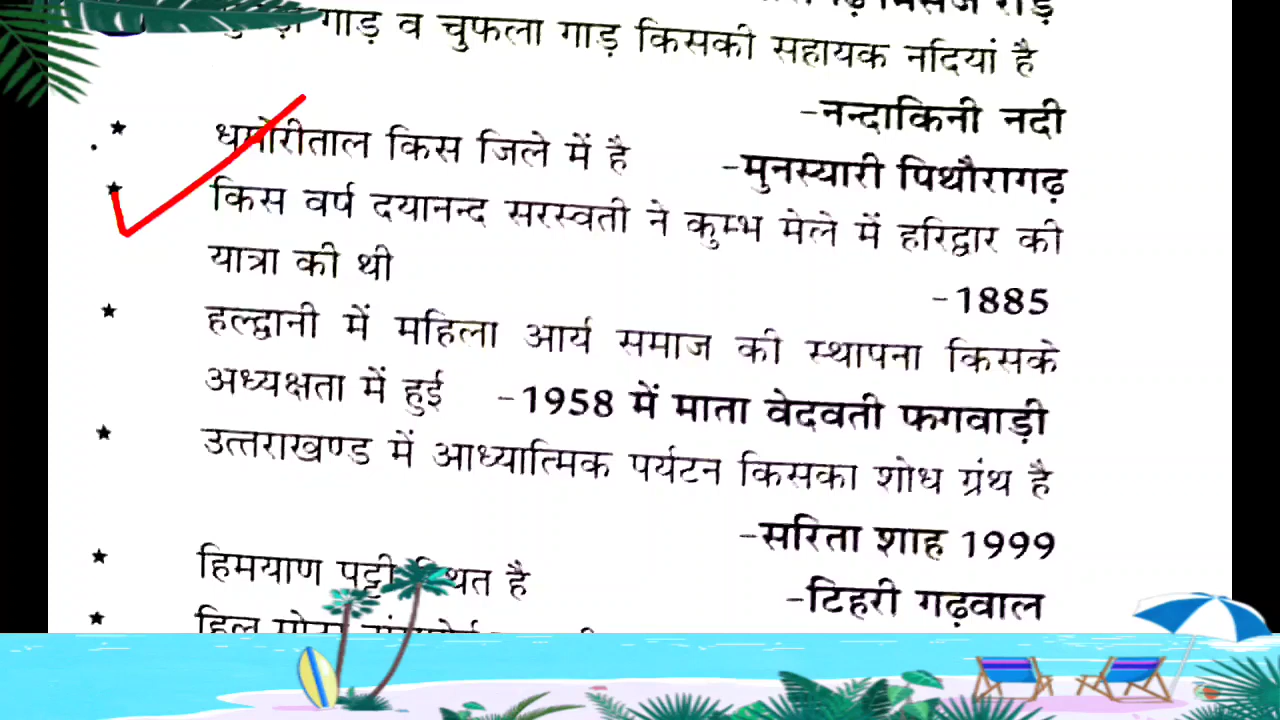 गाड़ व चुफला गाड़ किसकी सहायक नदियां है
-नन्दाकिनी नदी
★ धमोरीताल किस जिले में है -मुनस्यारी पिथौरागढ़
★ किस वर्ष दयानन्द सरस्वती ने कुम्भ मेले में हरिद्वार की
यात्रा की थी
-1885
★ हल्द्वानी में महिला आर्य समाज की स्थापना किसके
अध्यक्षता में हुई -1958 में माता वेदवती फगवाड़ी
★ उत्तराखण्ड में आध्यात्मिक पर्यटन किसका शोध ग्रंथ है
-सरिता शाह 1999
★ हिमयाण पट्टी है -टिहरी गढ़वाल
★